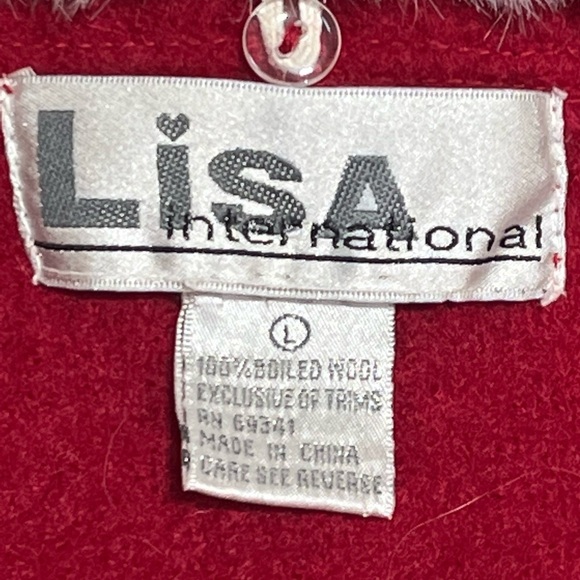 LiSA
international
L
100% BOILED WOOL
EXCLUSIVE OF TRIMS
RN 69341
MADE IN CHINA
CARE SEE REVERSE